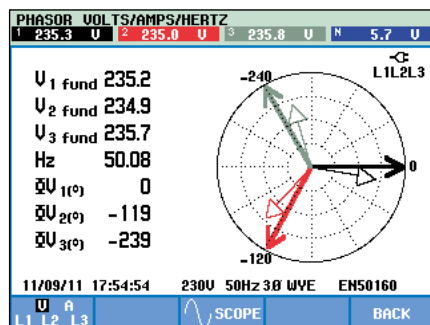 PHASOR VOLTS/AMPS/HERTZ
1 235.3 V 2 235.0 V 3 235.8 V N 5.7 V
L1L2L3
V1 fund 235.2
V2 fund 234.9
V3 fund 235.7
Hz 50.08
ΦV1(°) 0
ΦV2(°) -119
ΦV3(°) -239
-240
0
-120
11/09/11 17:54:54 230V 50Hz 3Ø WYE EN50160
V A
L1 L2 L3
SCOPE
BACK